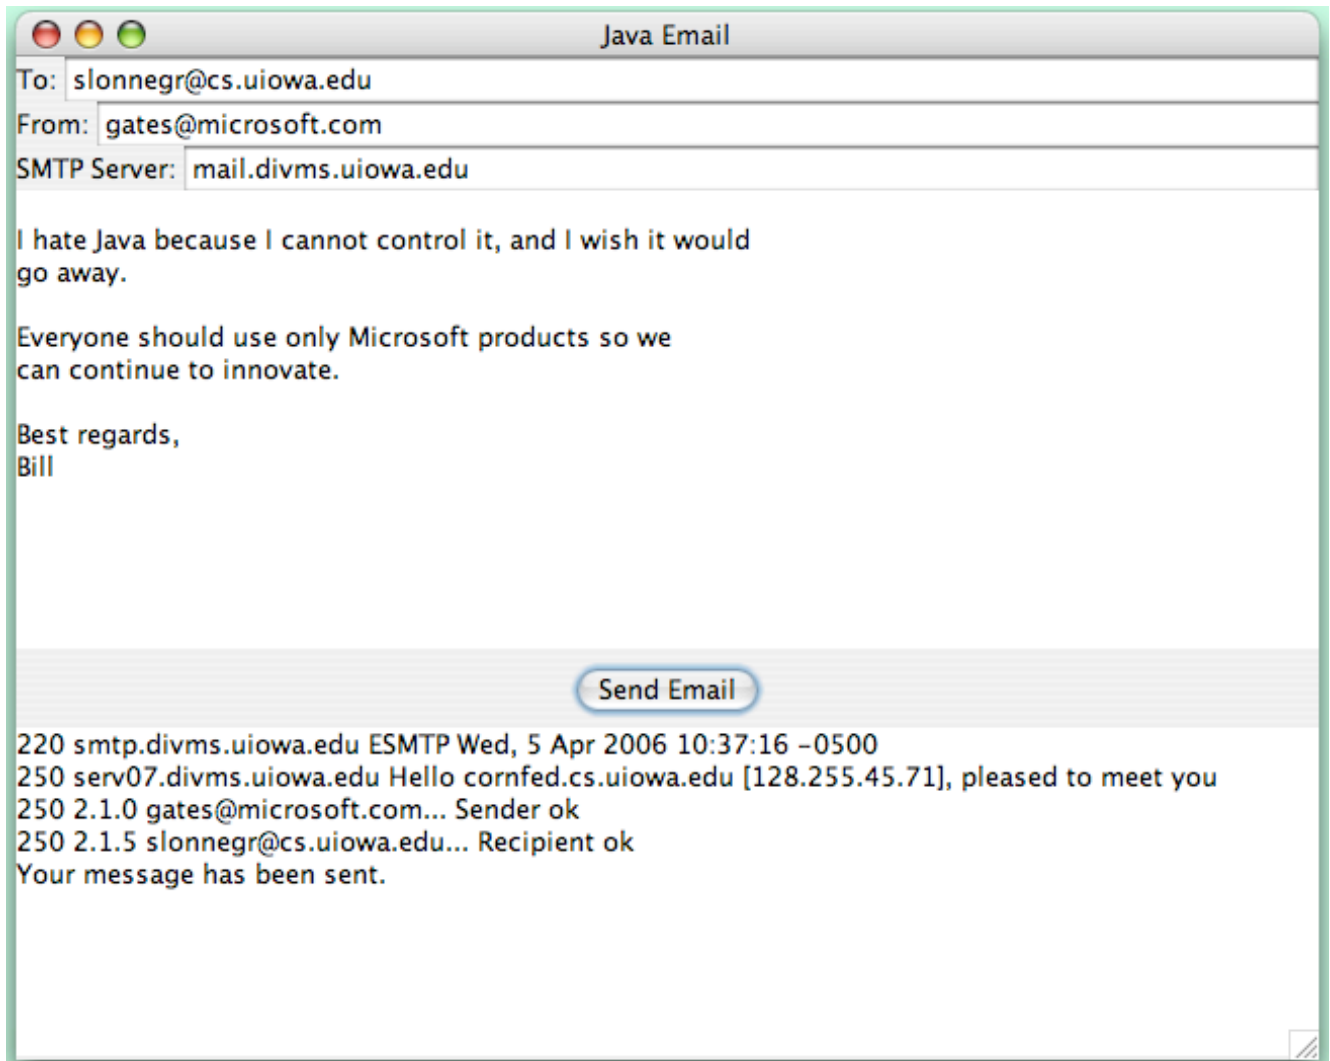 Java Email
To: slonnegr@cs.uiowa.edu
From: gates@microsoft.com
SMTP Server: mail.divms.uiowa.edu
I hate Java because I cannot control it, and I wish it would
go away.
Everyone should use only Microsoft products so we
can continue to innovate.
Best regards,
Bill
Send Email
220 smtp.divms.uiowa.edu ESMTP Wed, 5 Apr 2006 10:37:16 -0500
250 serv07.divms.uiowa.edu Hello cornfed.cs.uiowa.edu [128.255.45.71], pleased to meet you
250 2.1.0 gates@microsoft.com... Sender ok
250 2.1.5 slonnegr@cs.uiowa.edu... Recipient ok
Your message has been sent.